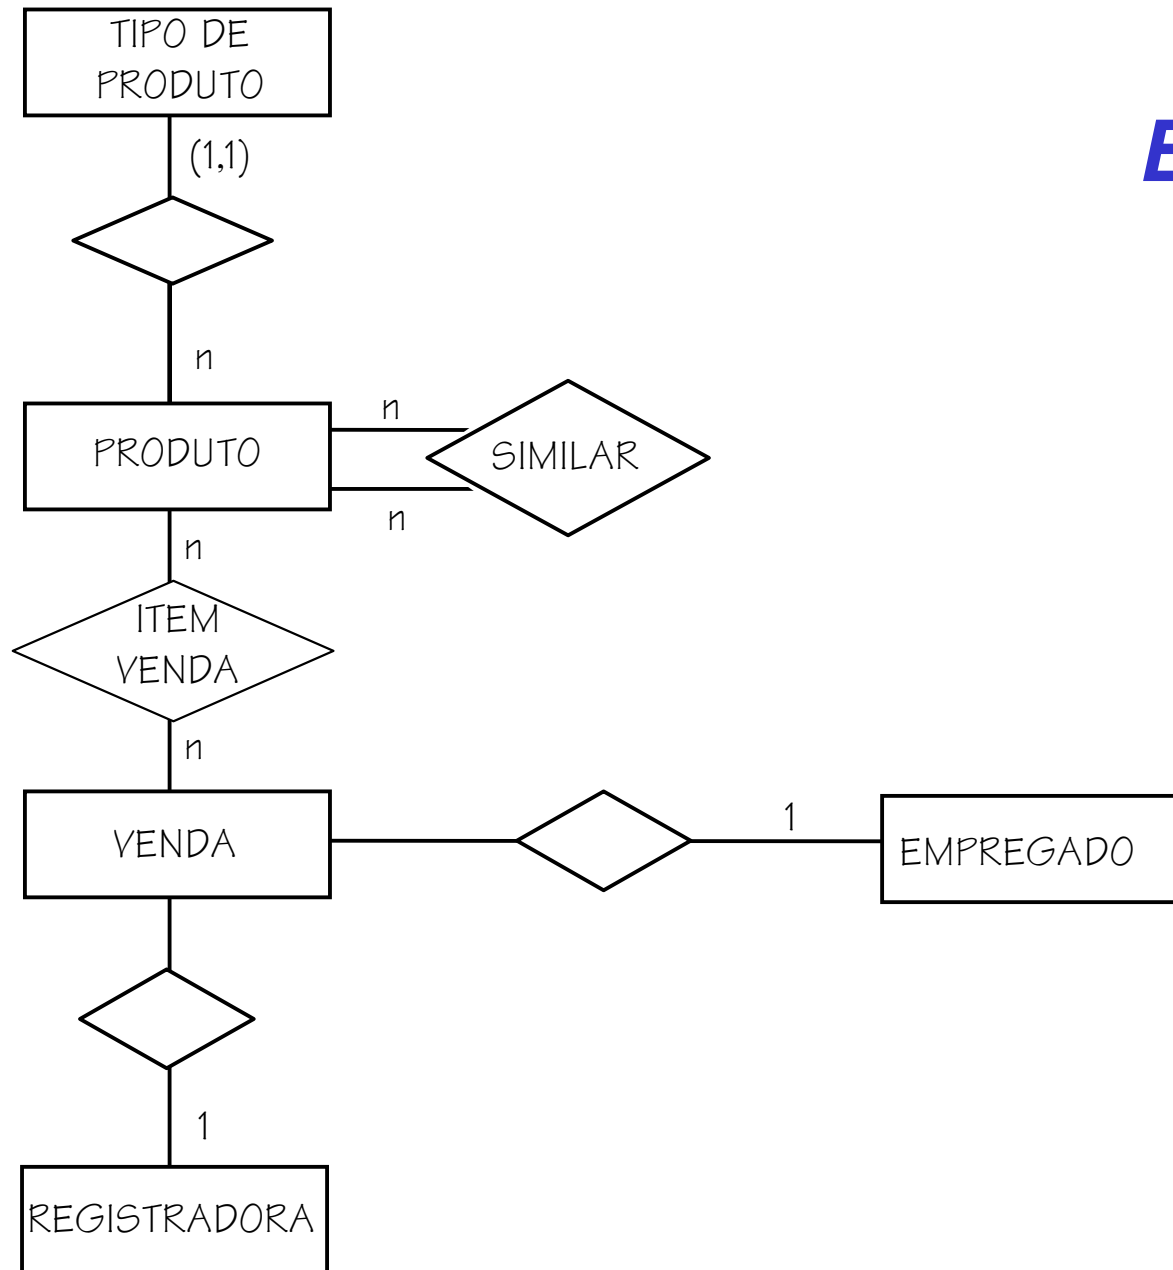 TIPO DE
PRODUTO
(1,1)
n
PRODUTO
n
SIMILAR
n
n
ITEM
VENDA
n
VENDA
1
EMPREGADO
1
REGISTRADORA